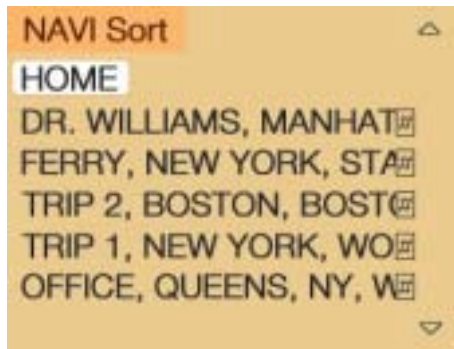 NAVI Sort
HOME
DR. WILLIAMS, MANHAT
FERRY, NEW YORK, STA
TRIP 2, BOSTON, BOST
TRIP 1, NEW YORK, WO
OFFICE, QUEENS, NY, W